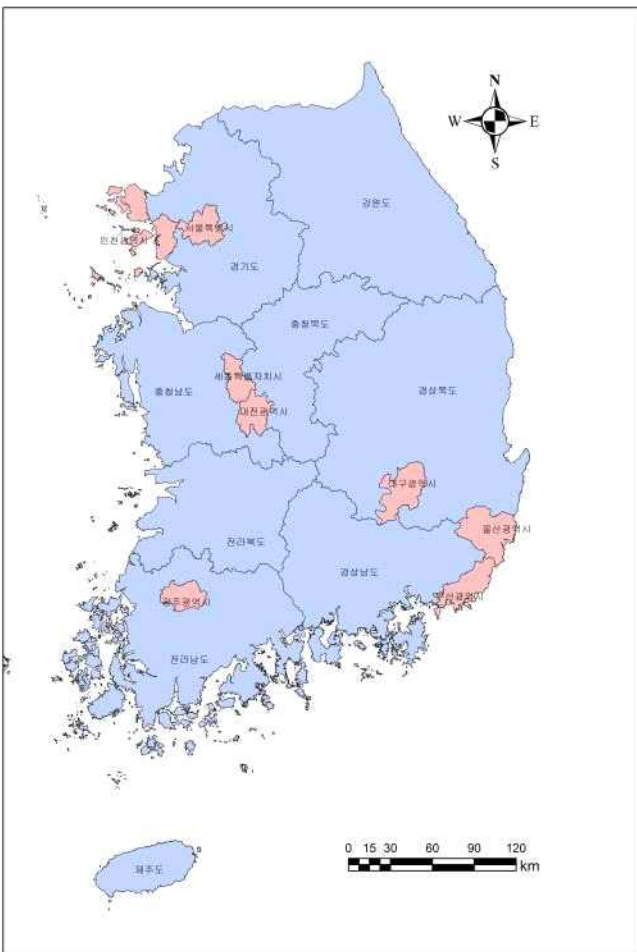 N
W E
S
강원도
서울특별시
인천광역시
경기도
충청북도
세종특별자치시
충청남도
경상북도
대전광역시
대구광역시
울산광역시
전라북도
경상남도
부산광역시
광주광역시
전라남도
제주도
0 15 30 60 90 120
km